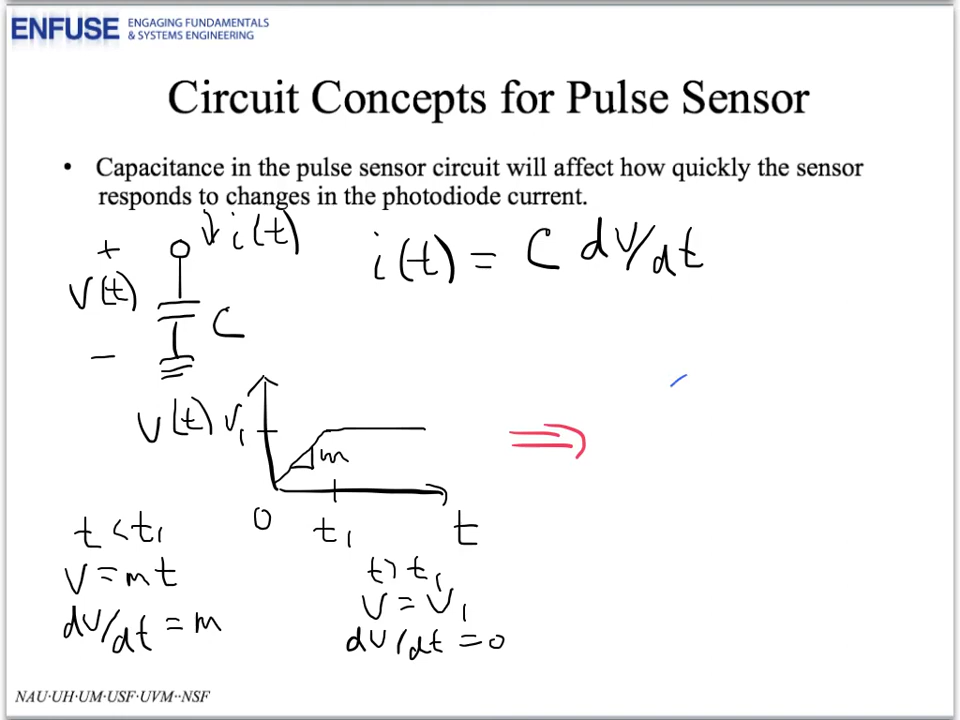 ENFUSE ENGAGING FUNDAMENTALS & SYSTEMS ENGINEERING
Circuit Concepts for Pulse Sensor
• Capacitance in the pulse sensor circuit will affect how quickly the sensor
responds to changes in the photodiode current.
i(t)
i(t) = C dv/dt
+
V(t)
C
−
V(t) V1
m
0
t1
t
t < t1
V = mt
dv/dt = m
t > t1
V = V1
dv/dt = 0
NAU·UH·UM·USF·UVM··NSF